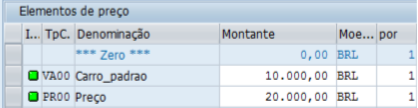 Elementos de preço
I... TpC. Denominação Montante Moe... por
*** Zero *** 0,00 BRL 1
VA00 Carro_padrao 10.000,00 BRL 1
PR00 Preço 20.000,00 BRL 1